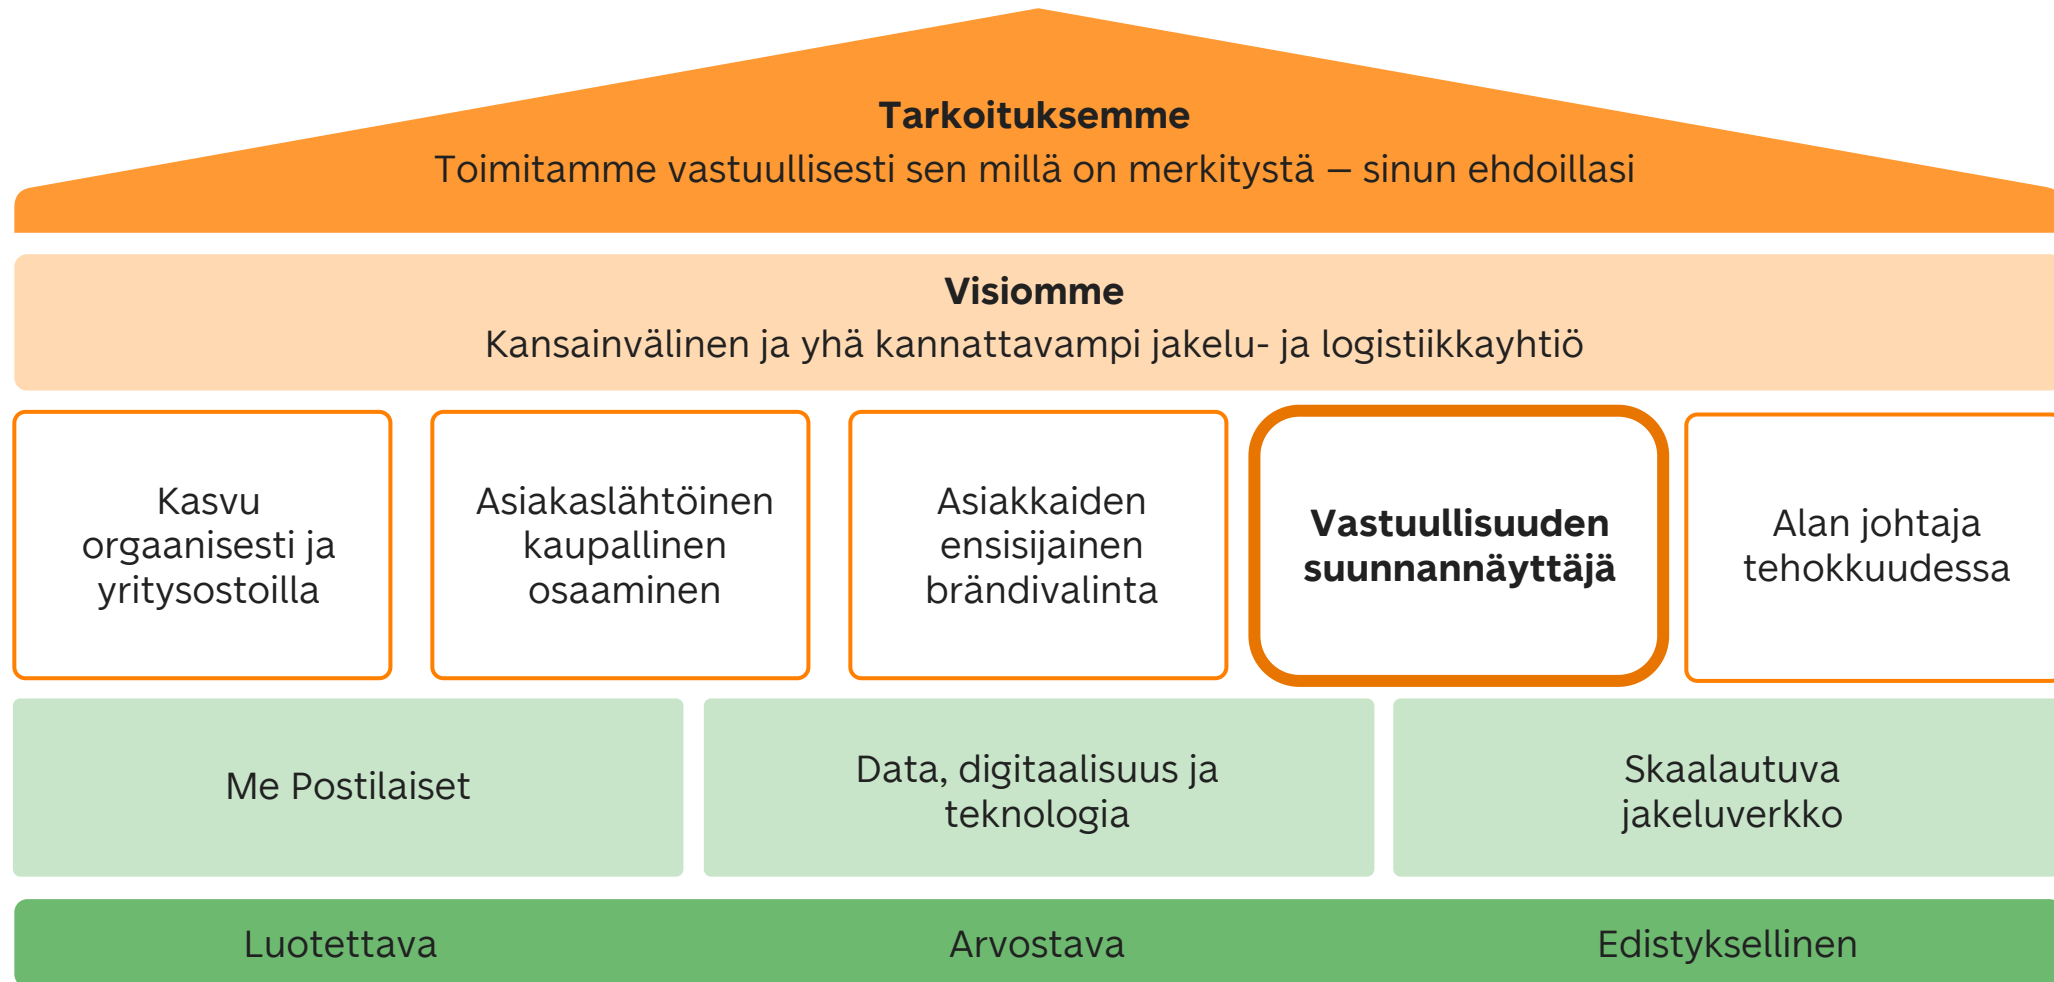 Tarkoituksemme
Toimitamme vastuullisesti sen millä on merkitystä – sinun ehdoillasi
Visiomme
Kansainvälinen ja yhä kannattavampi jakelu- ja logistiikkayhtiö
Kasvu
orgaanisesti ja
yritysostoilla
Asiakaslähtöinen
kaupallinen
osaaminen
Asiakkaiden
ensisijainen
brändivalinta
Vastuullisuuden
suunnannäyttäjä
Alan johtaja
tehokkuudessa
Me Postilaiset
Data, digitaalisuus ja
teknologia
Skaalautuva
jakeluverkko
Luotettava
Arvostava
Edistyksellinen